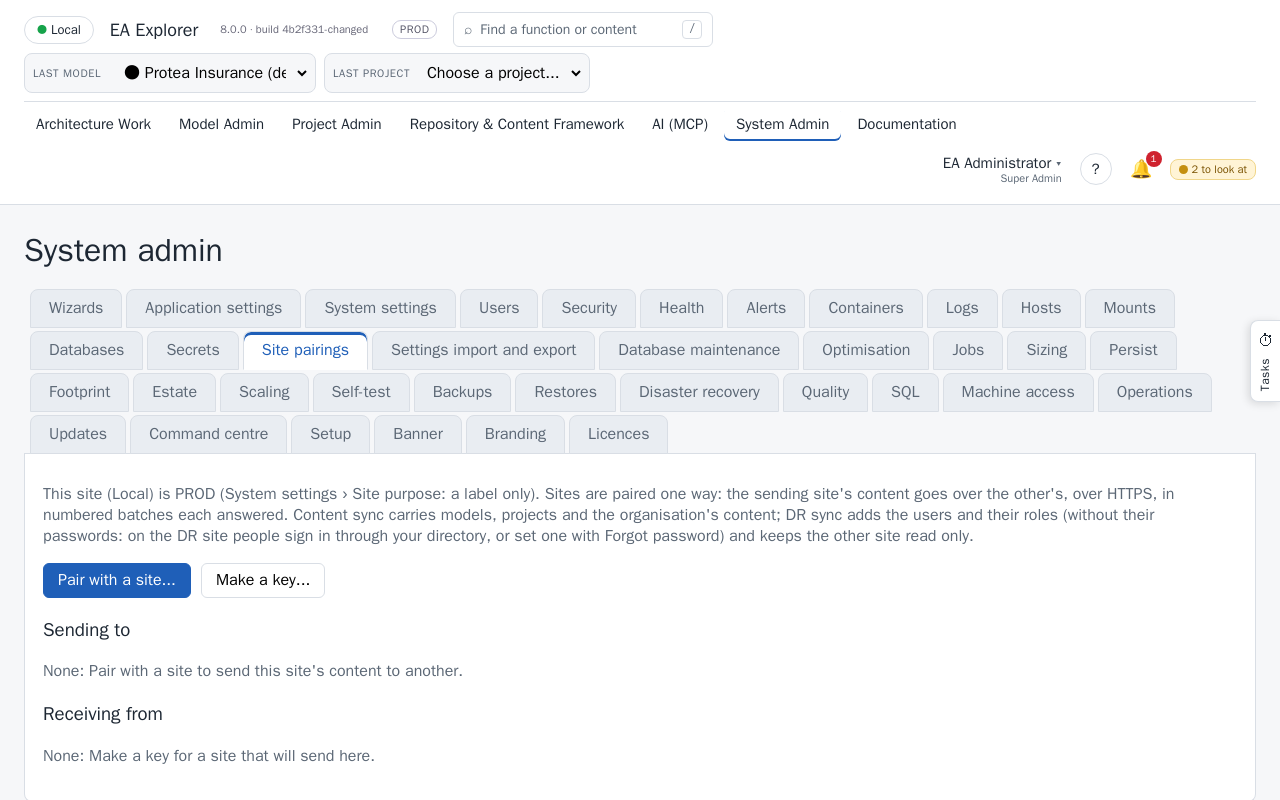 Local
EA Explorer
8.0.0 · build 4b2f331-changed
PROD
Find a function or content
/
LAST MODEL
Protea Insurance (de
LAST PROJECT
Choose a project...
Architecture Work
Model Admin
Project Admin
Repository & Content Framework
AI (MCP)
System Admin
Documentation
EA Administrator
Super Admin
?
1
2 to look at
System admin
Wizards
Application settings
System settings
Users
Security
Health
Alerts
Containers
Logs
Hosts
Mounts
Databases
Secrets
Site pairings
Settings import and export
Database maintenance
Optimisation
Jobs
Sizing
Persist
Footprint
Estate
Scaling
Self-test
Backups
Restores
Disaster recovery
Quality
SQL
Machine access
Operations
Updates
Command centre
Setup
Banner
Branding
Licences
Tasks
This site (Local) is PROD (System settings › Site purpose: a label only). Sites are paired one way: the sending site's content goes over the other's, over HTTPS, in
numbered batches each answered. Content sync carries models, projects and the organisation's content; DR sync adds the users and their roles (without their
passwords: on the DR site people sign in through your directory, or set one with Forgot password) and keeps the other site read only.
Pair with a site...
Make a key...
Sending to
None: Pair with a site to send this site's content to another.
Receiving from
None: Make a key for a site that will send here.